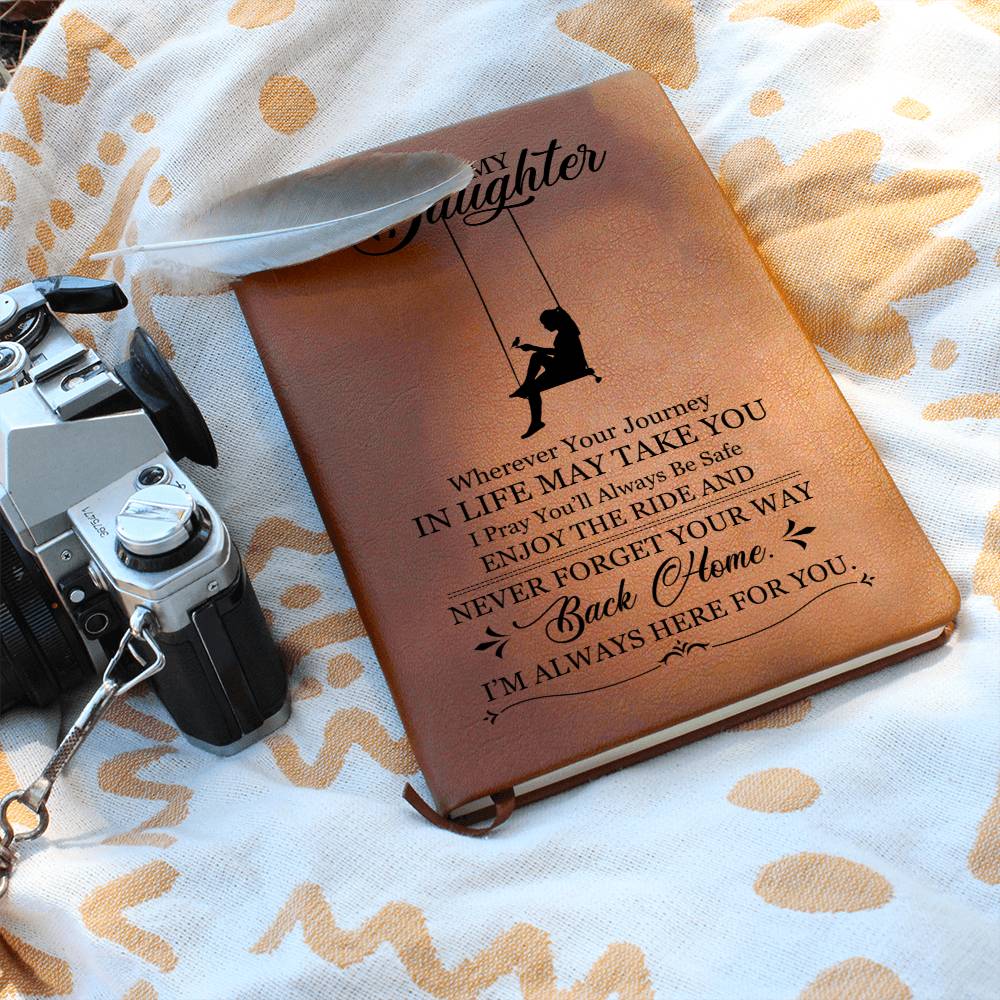 MY
Daughter
Wherever Your Journey
IN LIFE MAY TAKE YOU
I Pray You'll Always Be Safe
ENJOY THE RIDE AND
NEVER FORGET YOUR WAY
Back Home.
I'M ALWAYS HERE FOR YOU.